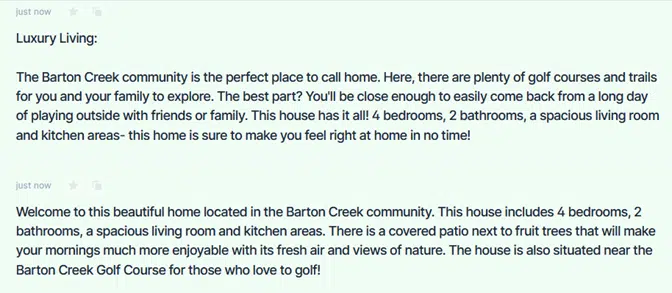 just now
Luxury Living:
The Barton Creek community is the perfect place to call home. Here, there are plenty of golf courses and trails
for you and your family to explore. The best part? You'll be close enough to easily come back from a long day
of playing outside with friends or family. This house has it all! 4 bedrooms, 2 bathrooms, a spacious living room
and kitchen areas- this home is sure to make you feel right at home in no time!
just now
Welcome to this beautiful home located in the Barton Creek community. This house includes 4 bedrooms, 2
bathrooms, a spacious living room and kitchen areas. There is a covered patio next to fruit trees that will make
your mornings much more enjoyable with its fresh air and views of nature. The house is also situated near the
Barton Creek Golf Course for those who love to golf!